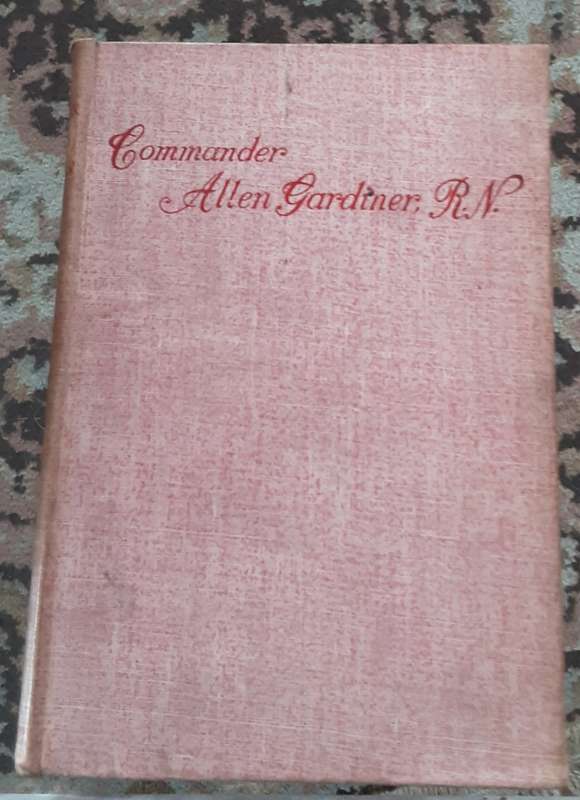 Commander
Allen Gardiner, R.N.